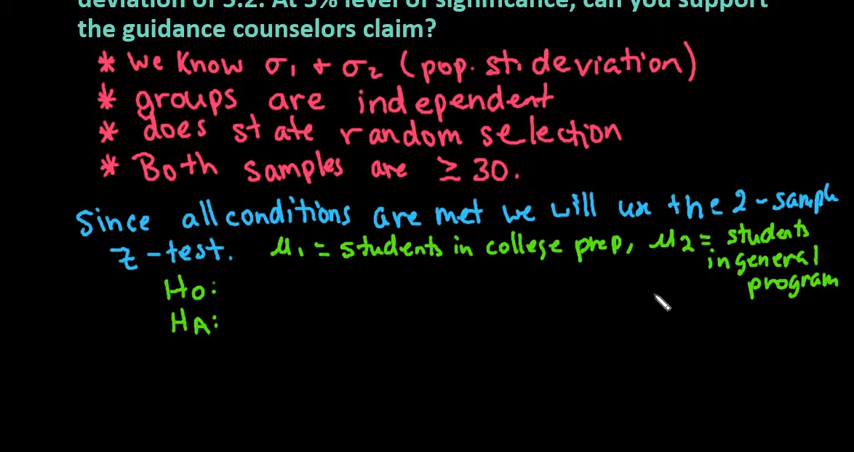 deviation of 5.2. At 5% level of significance, can you support
the guidance counselors claim?
* We Know σ1 + σ2 (pop. st. deviation)
* groups are independent
* does state random selection
* Both samples are ≥ 30.
Since all conditions are met we will use the 2-sample
z-test. μ1 = students in college prep, μ2 = students
in general
program
Ho:
HA: